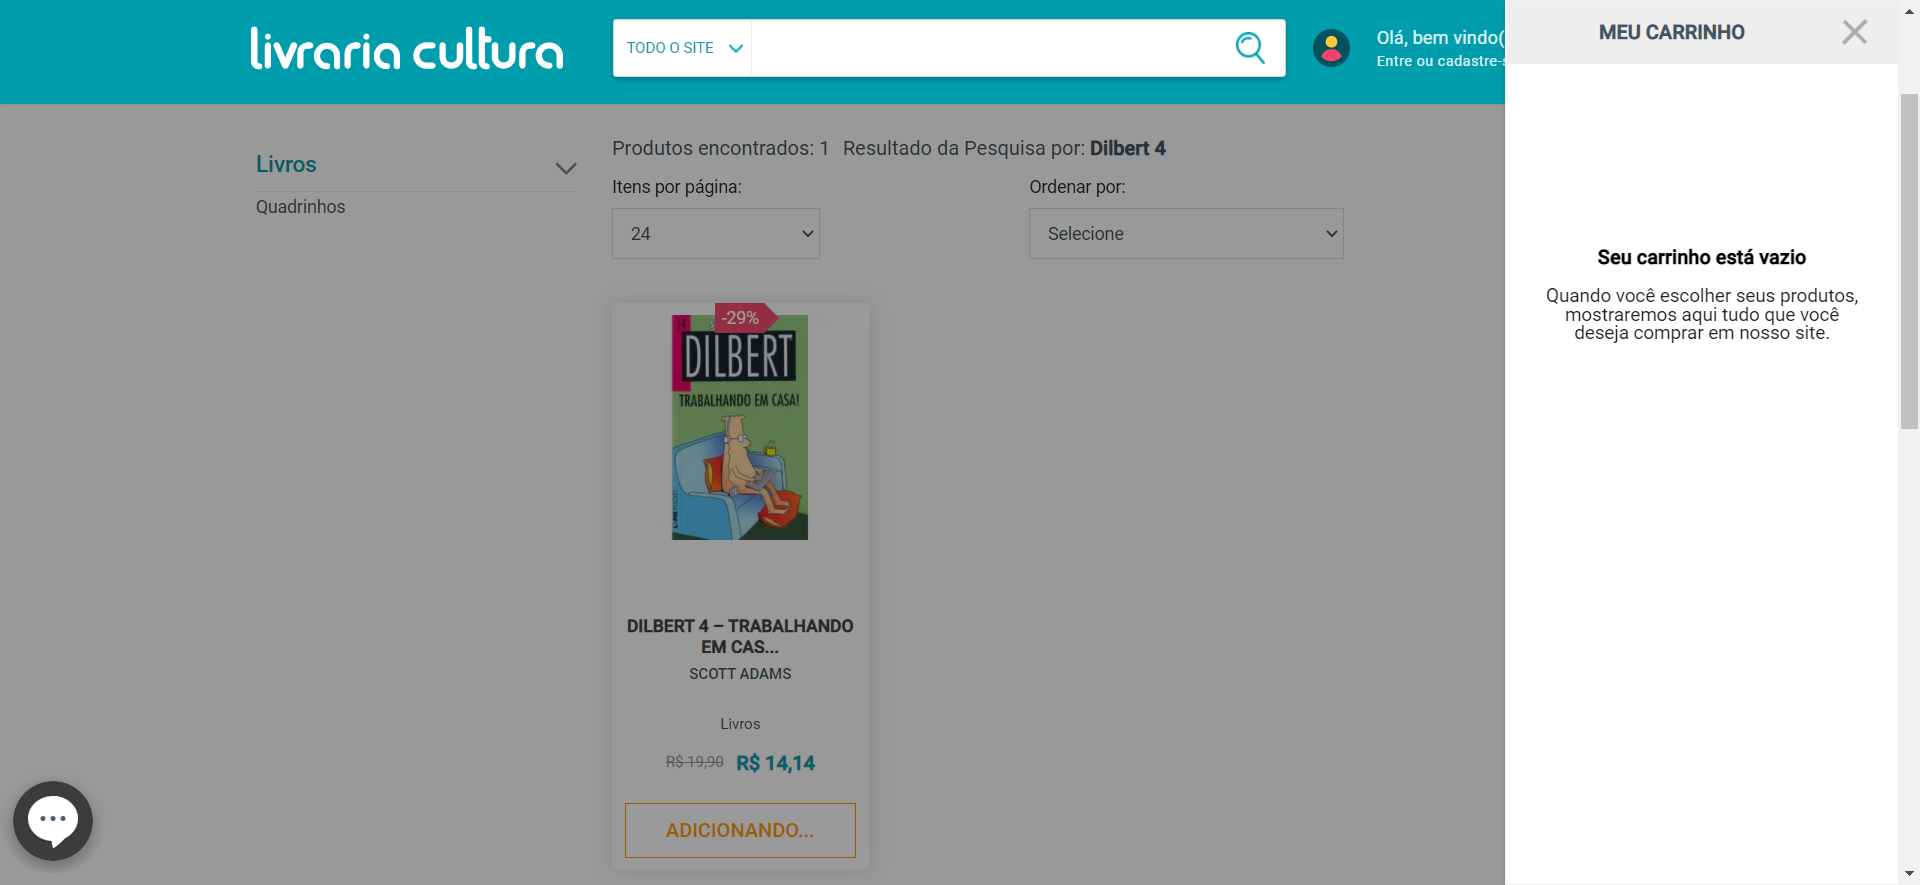 livraria cultura
TODO O SITE
Olá, bem vindo(
Entre ou cadastre-s
MEU CARRINHO
Livros
Quadrinhos
Produtos encontrados: 1 Resultado da Pesquisa por: Dilbert 4
Itens por página:
Ordenar por:
24
Selecione
-29%
14
DILBERT
TRABALHANDO EM CASA!
DILBERT 4 – TRABALHANDO
EM CAS...
SCOTT ADAMS
Livros
R$ 19,90 R$ 14,14
ADICIONANDO...
Seu carrinho está vazio
Quando você escolher seus produtos,
mostraremos aqui tudo que você
deseja comprar em nosso site.